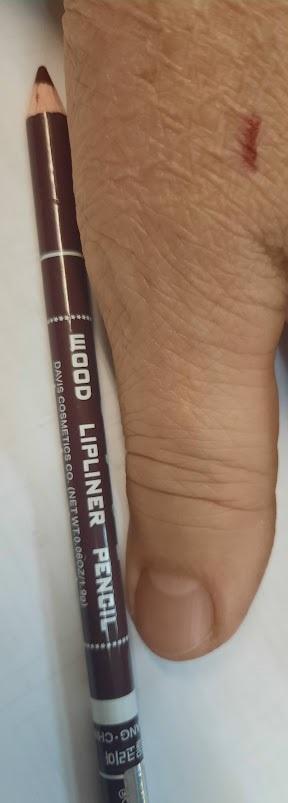 WOOD LIPLINER PENCIL
DAVIS COSMETICS CO. (NET WT.0.06OZ/1.9g)